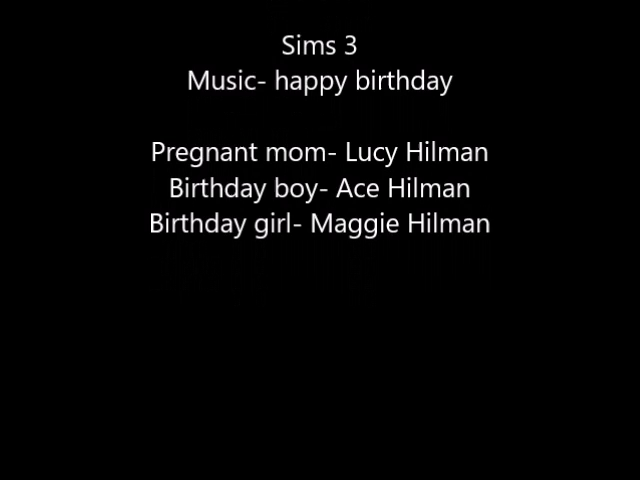 Sims 3
Music- happy birthday
Pregnant mom- Lucy Hilman
Birthday boy- Ace Hilman
Birthday girl- Maggie Hilman